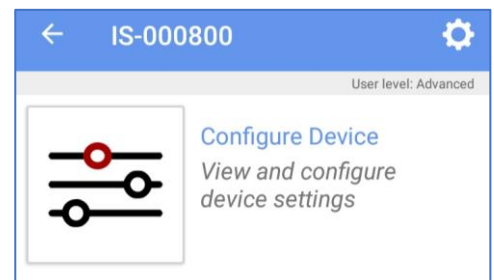 IS-000800
User level: Advanced
Configure Device
View and configure
device settings